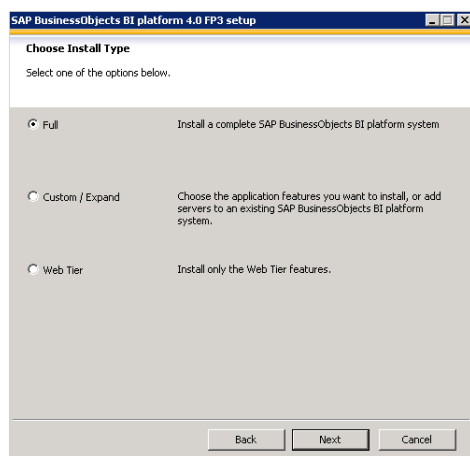 SAP BusinessObjects BI platform 4.0 FP3 setup
Choose Install Type
Select one of the options below.
Full
Install a complete SAP BusinessObjects BI platform system
Custom / Expand
Choose the application features you want to install, or add
servers to an existing SAP BusinessObjects BI platform
system.
Web Tier
Install only the Web Tier features.
Back
Next
Cancel